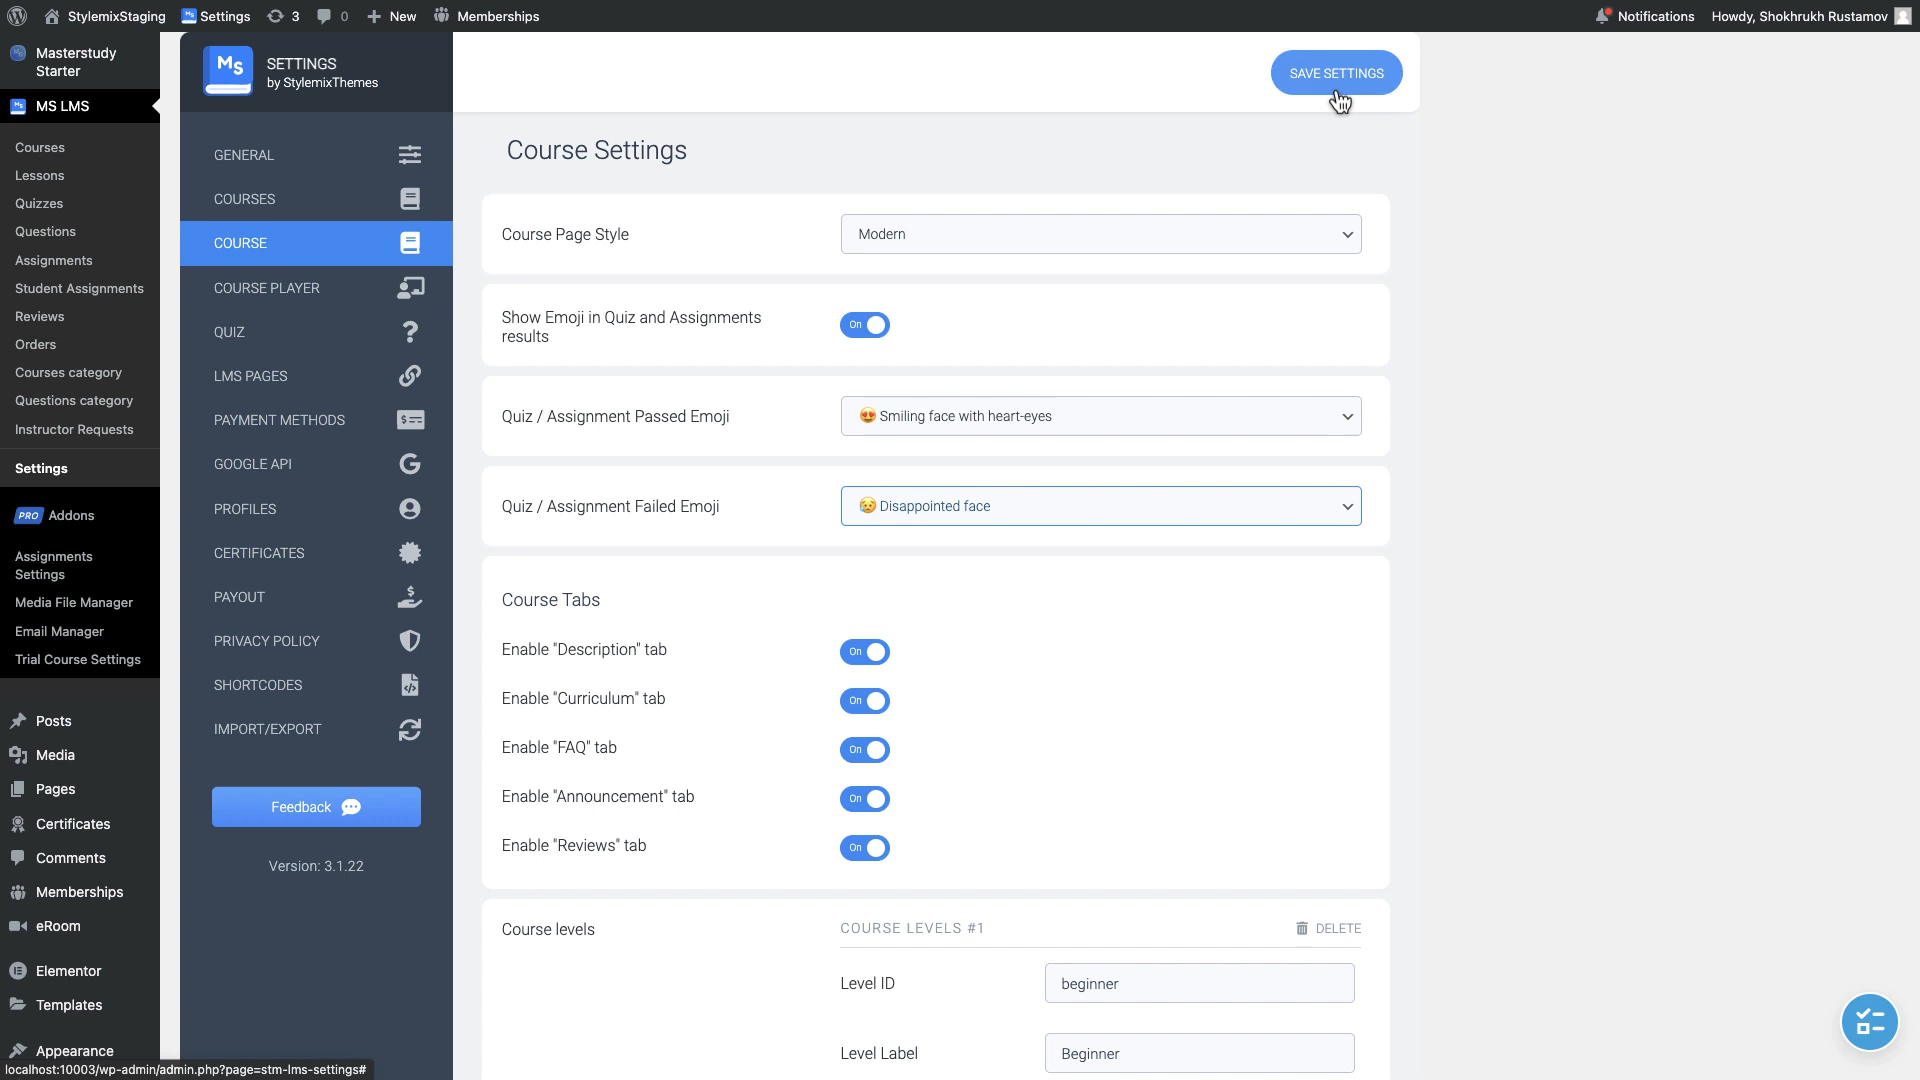 StylemixStaging
Settings
3
0
New
Memberships
Notifications
Howdy, Shokhrukh Rustamov
Masterstudy
Starter
MS LMS
Courses
Lessons
Quizzes
Questions
Assignments
Student Assignments
Reviews
Orders
Courses category
Questions category
Instructor Requests
Settings
PRO Addons
Assignments
Settings
Media File Manager
Email Manager
Trial Course Settings
Posts
Media
Pages
Certificates
Comments
Memberships
eRoom
Elementor
Templates
Appearance
localhost:10003/wp-admin/admin.php?page=stm-lms-settings#
MS
SETTINGS
by StylemixThemes
GENERAL
COURSES
COURSE
COURSE PLAYER
QUIZ
LMS PAGES
PAYMENT METHODS
GOOGLE API
PROFILES
CERTIFICATES
PAYOUT
PRIVACY POLICY
SHORTCODES
IMPORT/EXPORT
Feedback
Version: 3.1.22
SAVE SETTINGS
Course Settings
Course Page Style
Modern
Show Emoji in Quiz and Assignments
results
On
Quiz / Assignment Passed Emoji
😍 Smiling face with heart-eyes
Quiz / Assignment Failed Emoji
😥 Disappointed face
Course Tabs
Enable "Description" tab
On
Enable "Curriculum" tab
On
Enable "FAQ" tab
On
Enable "Announcement" tab
On
Enable "Reviews" tab
On
Course levels
COURSE LEVELS #1
DELETE
Level ID
beginner
Level Label
Beginner